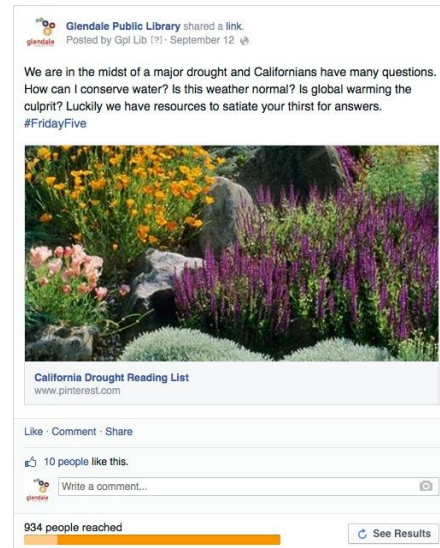 Glendale Public Library shared a link.
glendale
Posted by Gpl Lib [?] · September 12
We are in the midst of a major drought and Californians have many questions.
How can I conserve water? Is this weather normal? Is global warming the
culprit? Luckily we have resources to satiate your thirst for answers.
#FridayFive
California Drought Reading List
www.pinterest.com
Like · Comment · Share
10 people like this.
glendale
Write a comment...
934 people reached
See Results